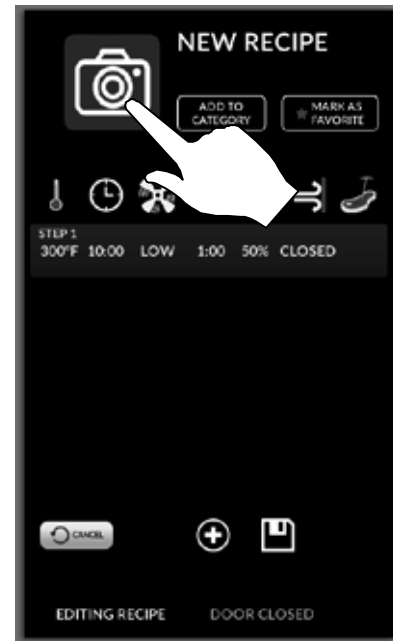 NEW RECIPE
ADD TO
CATEGORY
MARK AS
FAVORITE
STEP 1
300°F 10:00 LOW 1:00 50% CLOSED
CANCEL
EDITING RECIPE DOOR CLOSED